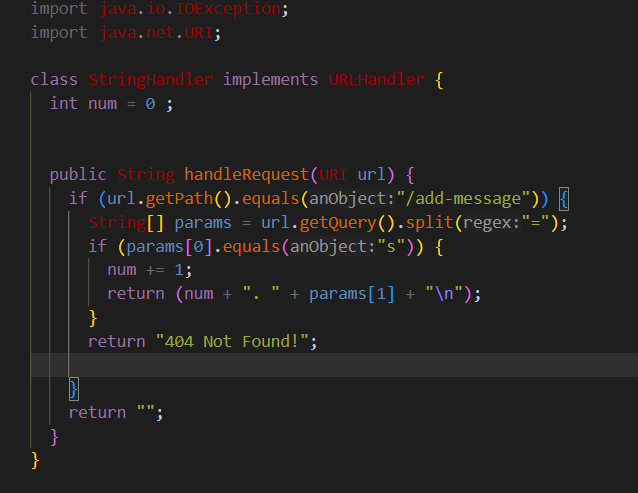 import java.io.IOException;
import java.net.URI;
class StringHandler implements URLHandler {
int num = 0 ;
public String handleRequest(URI url) {
if (url.getPath().equals(anObject:"/add-message")) {
String[] params = url.getQuery().split(regex:"=");
if (params[0].equals(anObject:"s")) {
num += 1;
return (num + ". " + params[1] + "\n");
}
return "404 Not Found!";
}
return "";
}
}